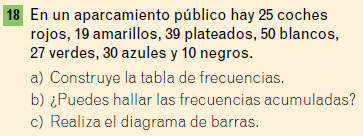 18 En un aparcamiento público hay 25 coches
rojos, 19 amarillos, 39 plateados, 50 blancos,
27 verdes, 30 azules y 10 negros.
a) Construye la tabla de frecuencias.
b) ¿Puedes hallar las frecuencias acumuladas?
c) Realiza el diagrama de barras.